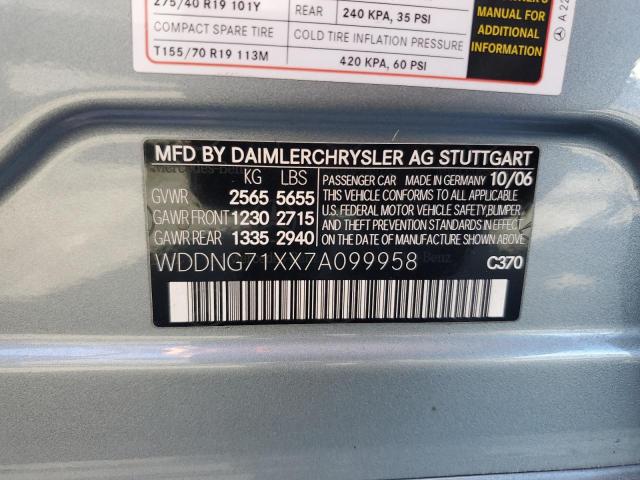 275/40 R19 101Y
REAR
240 KPA, 35 PSI
COMPACT SPARE TIRE
COLD TIRE INFLATION PRESSURE
T155/70 R19 113M
420 KPA, 60 PSI
MANUAL FOR
ADDITIONAL
INFORMATION
A 22
MFD BY DAIMLERCHRYSLER AG STUTTGART
KG LBS
PASSENGER CAR MADE IN GERMANY 10/06
GVWR 2565 5655
GAWR FRONT 1230 2715
GAWR REAR 1335 2940
THIS VEHICLE CONFORMS TO ALL APPLICABLE
U.S. FEDERAL MOTOR VEHICLE SAFETY, BUMPER,
AND THEFT PREVENTION STANDARDS IN EFFECT
ON THE DATE OF MANUFACTURE SHOWN ABOVE.
WDDNG71XX7A099958
C370